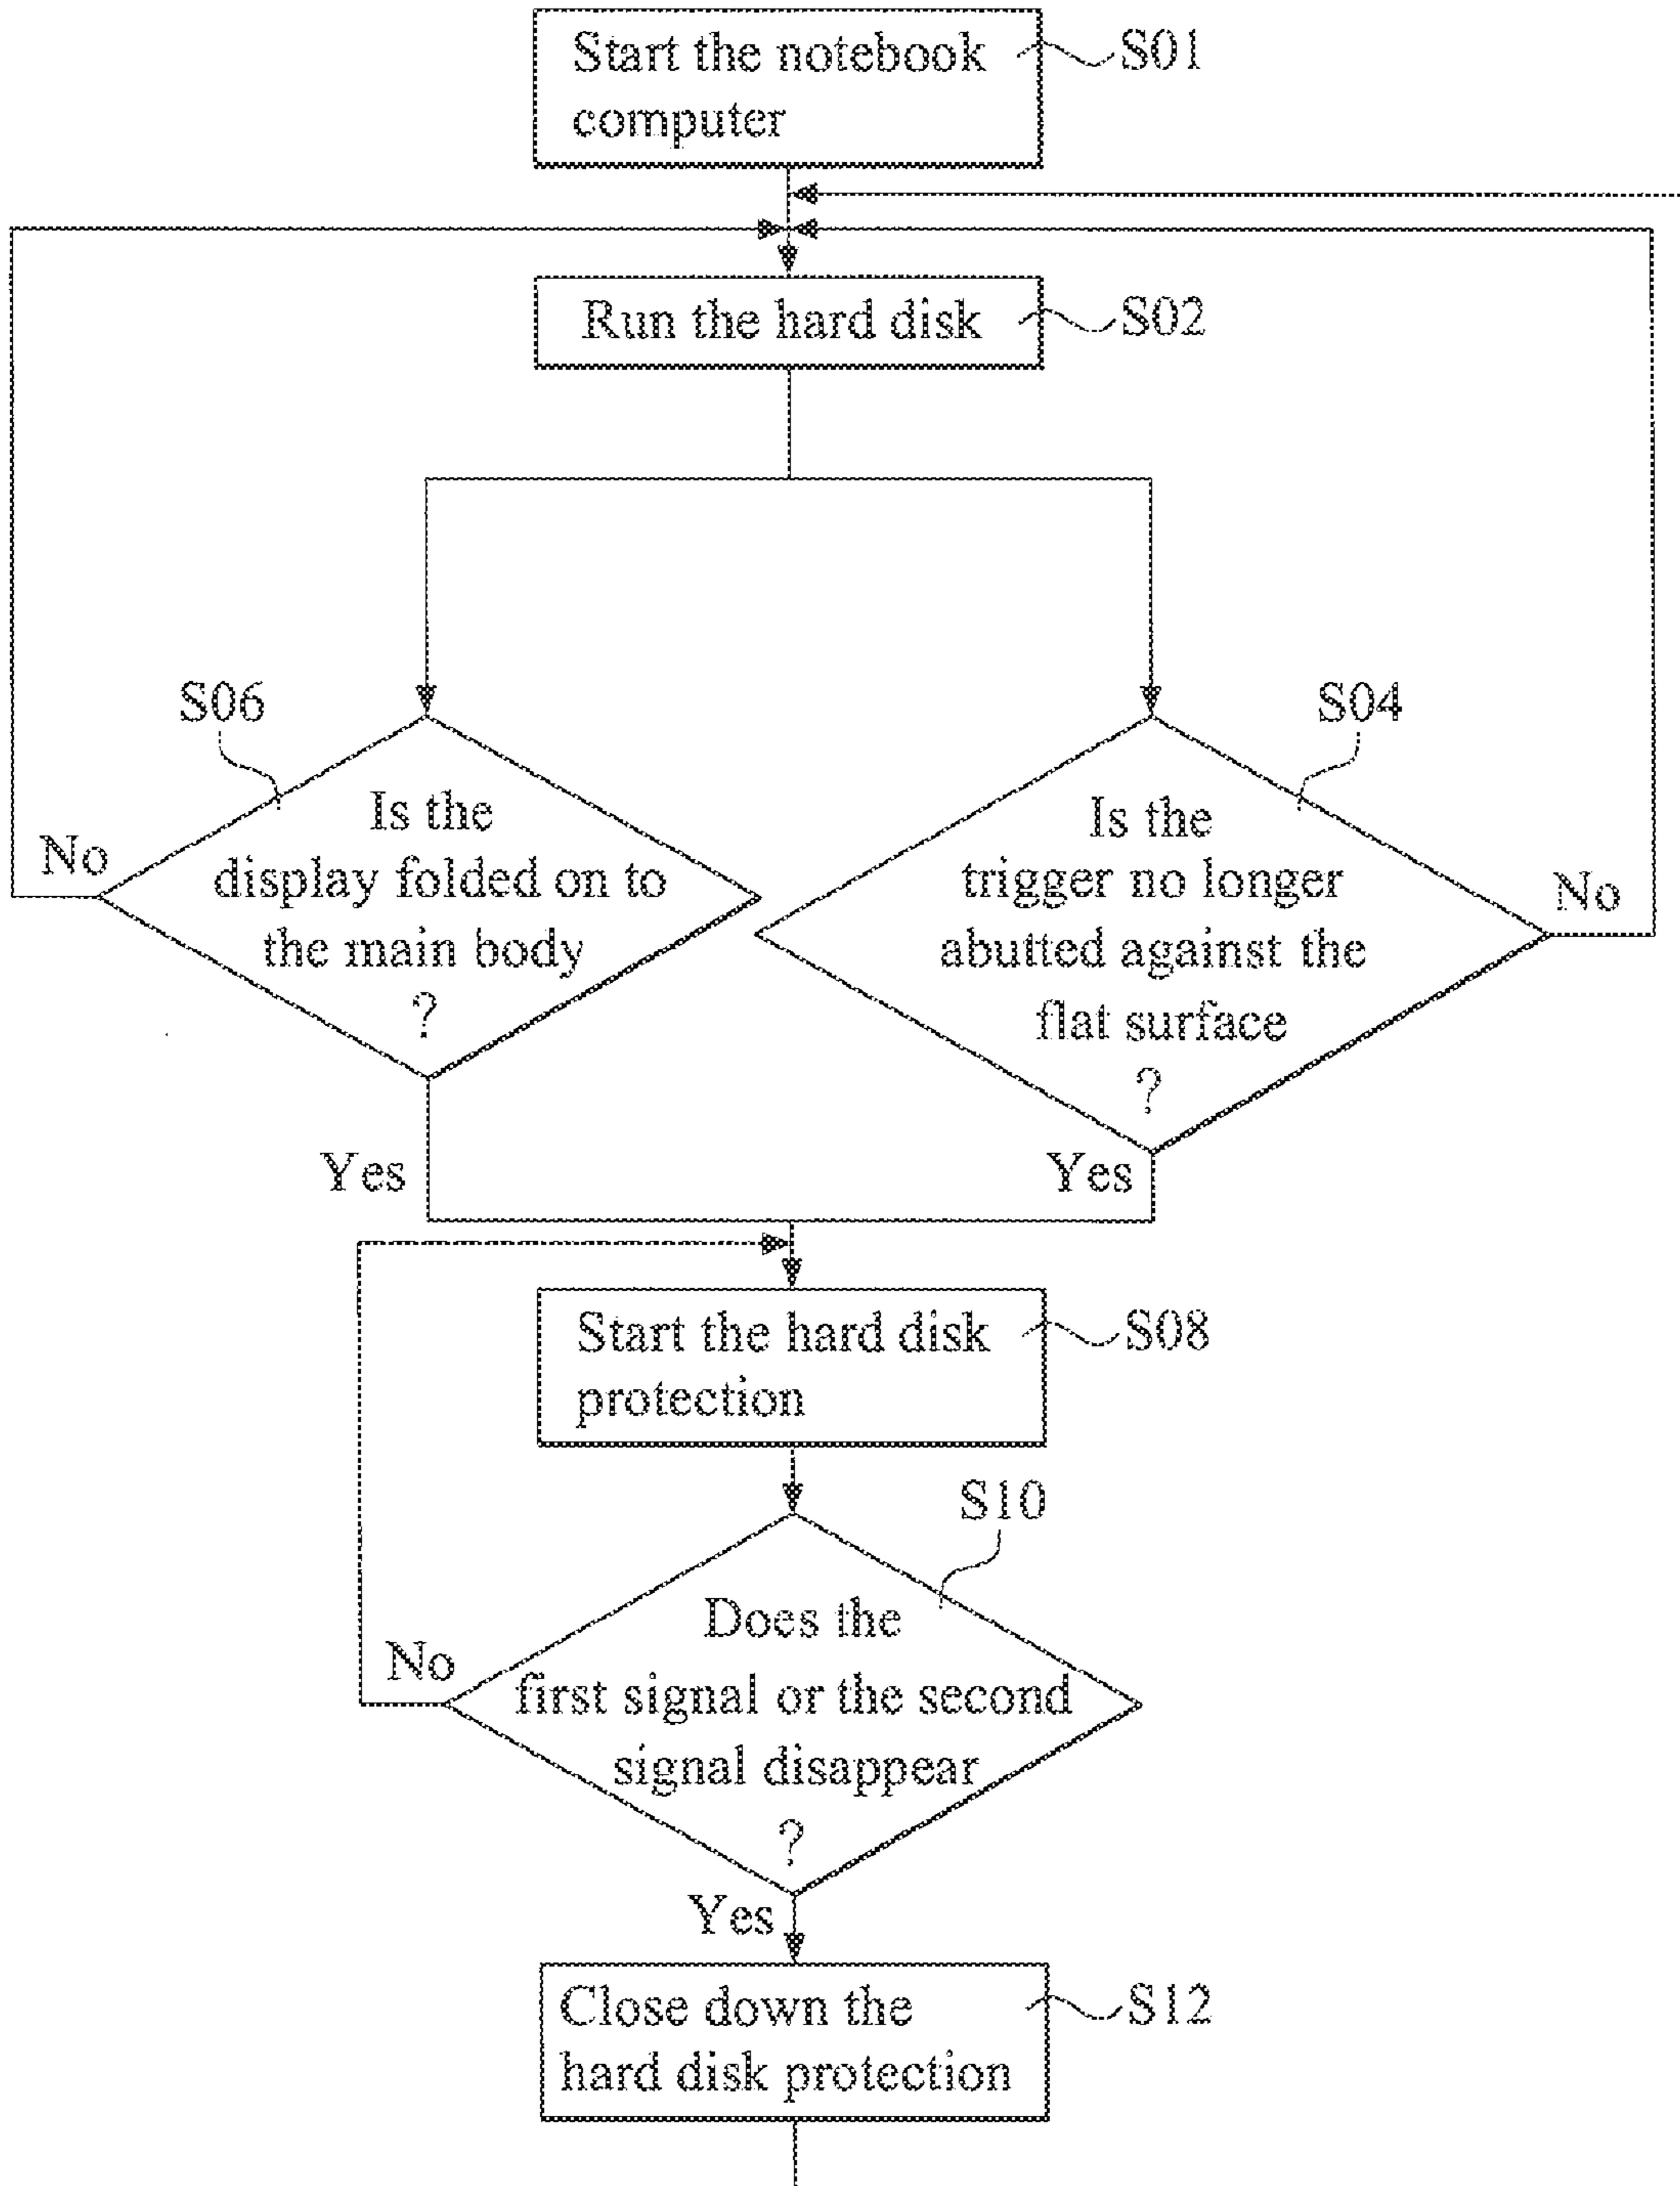 Start the notebook
computer
S01
Run the hard disk
S02
S06
Is the
display folded on to
the main body
?
No
Yes
S04
Is the
trigger no longer
abutted against the
flat surface
?
No
Yes
Start the hard disk
protection
S08
S10
Does the
first signal or the second
signal disappear
?
No
Yes
Close down the
hard disk protection
S12